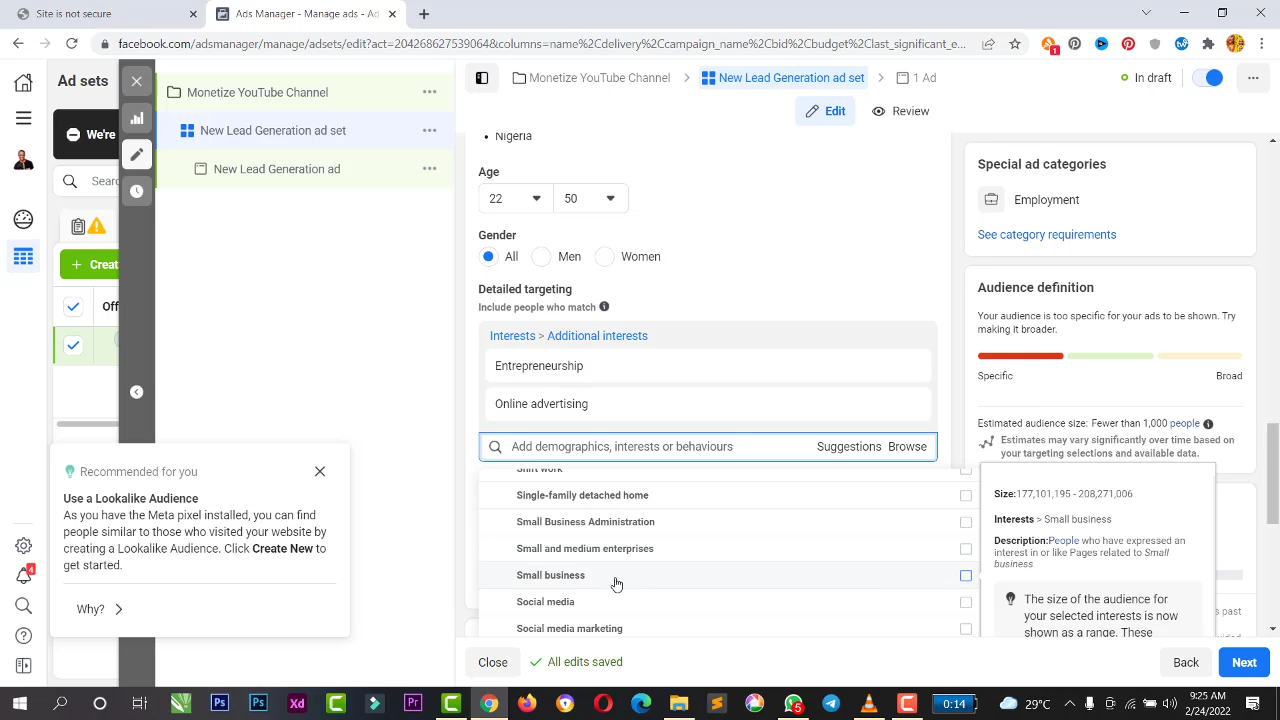 Site is not secure
Ads Manager - Manage ads - Ad
facebook.com/adsmanager/manage/adsets/edit?act=204286627539064&columns=delivery%2Ccampaign_name%2Cbid%2Cbudget%2Clast_significant_e...
1
Ad sets
Monetize YouTube Channel
New Lead Generation ad set
1 Ad
In draft
Monetize YouTube Channel
Edit
Review
We're
New Lead Generation ad set
Nigeria
New Lead Generation ad
Sear
Age
22
50
Gender
All
Men
Women
Creat
Off
Detailed targeting
Include people who match
Interests > Additional interests
Entrepreneurship
Online advertising
Add demographics, interests or behaviours
Suggestions
Browse
Shift work
Single-family detached home
Small Business Administration
Small and medium enterprises
Small business
Social media
Social media marketing
Special ad categories
Employment
See category requirements
Audience definition
Your audience is too specific for your ads to be shown. Try
making it broader.
Specific
Broad
Estimated audience size: Fewer than 1,000 people
Estimates may vary significantly over time based on
your targeting selections and available data.
Size:177,101,195 - 208,271,006
Interests > Small business
Description:People who have expressed an
interest in or like Pages related to Small
business
The size of the audience for
your selected interests is now
shown as a range. These
s past
Recommended for you
Use a Lookalike Audience
As you have the Meta pixel installed, you can find
people similar to those who visited your website by
creating a Lookalike Audience. Click Create New to
get started.
Why?
4
Close
All edits saved
Back
Next
Ps
Ps
Xd
Pr
5
0:14
29°C
9:25 AM
2/24/2022